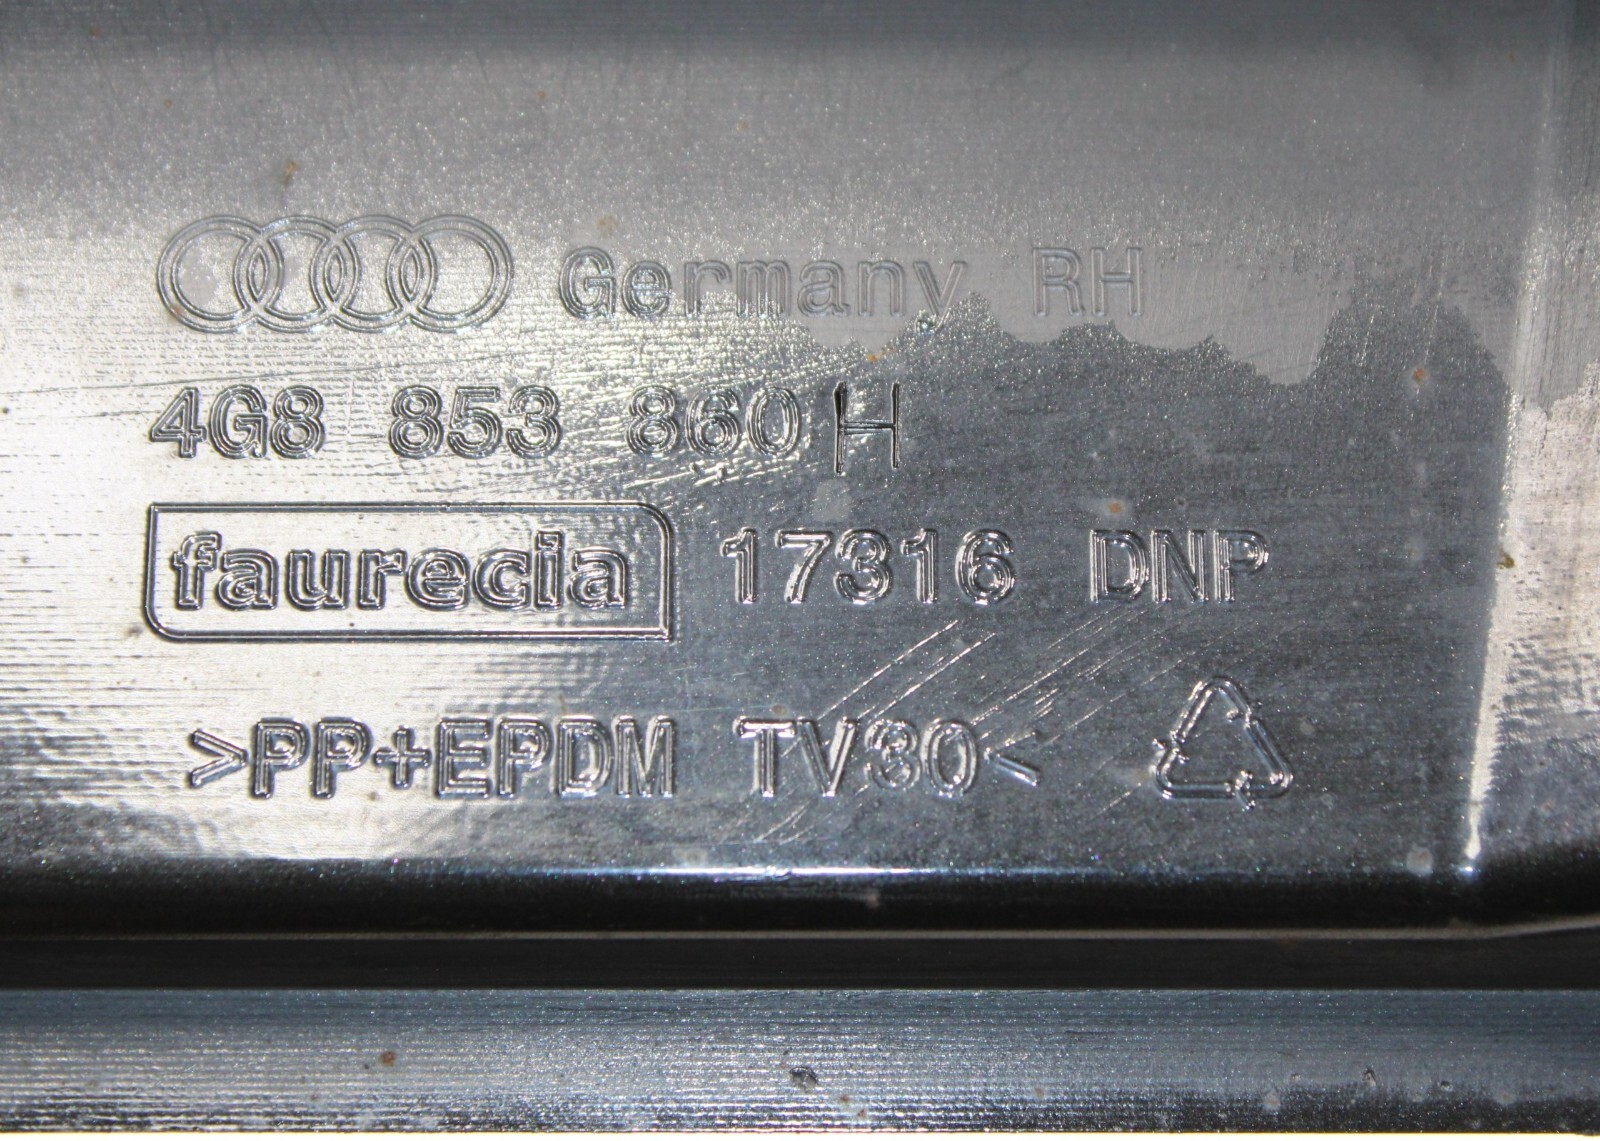 Germany RH
4G8 853 860 H
faurecia 17316 DNP
>PP+EPDM TV30<